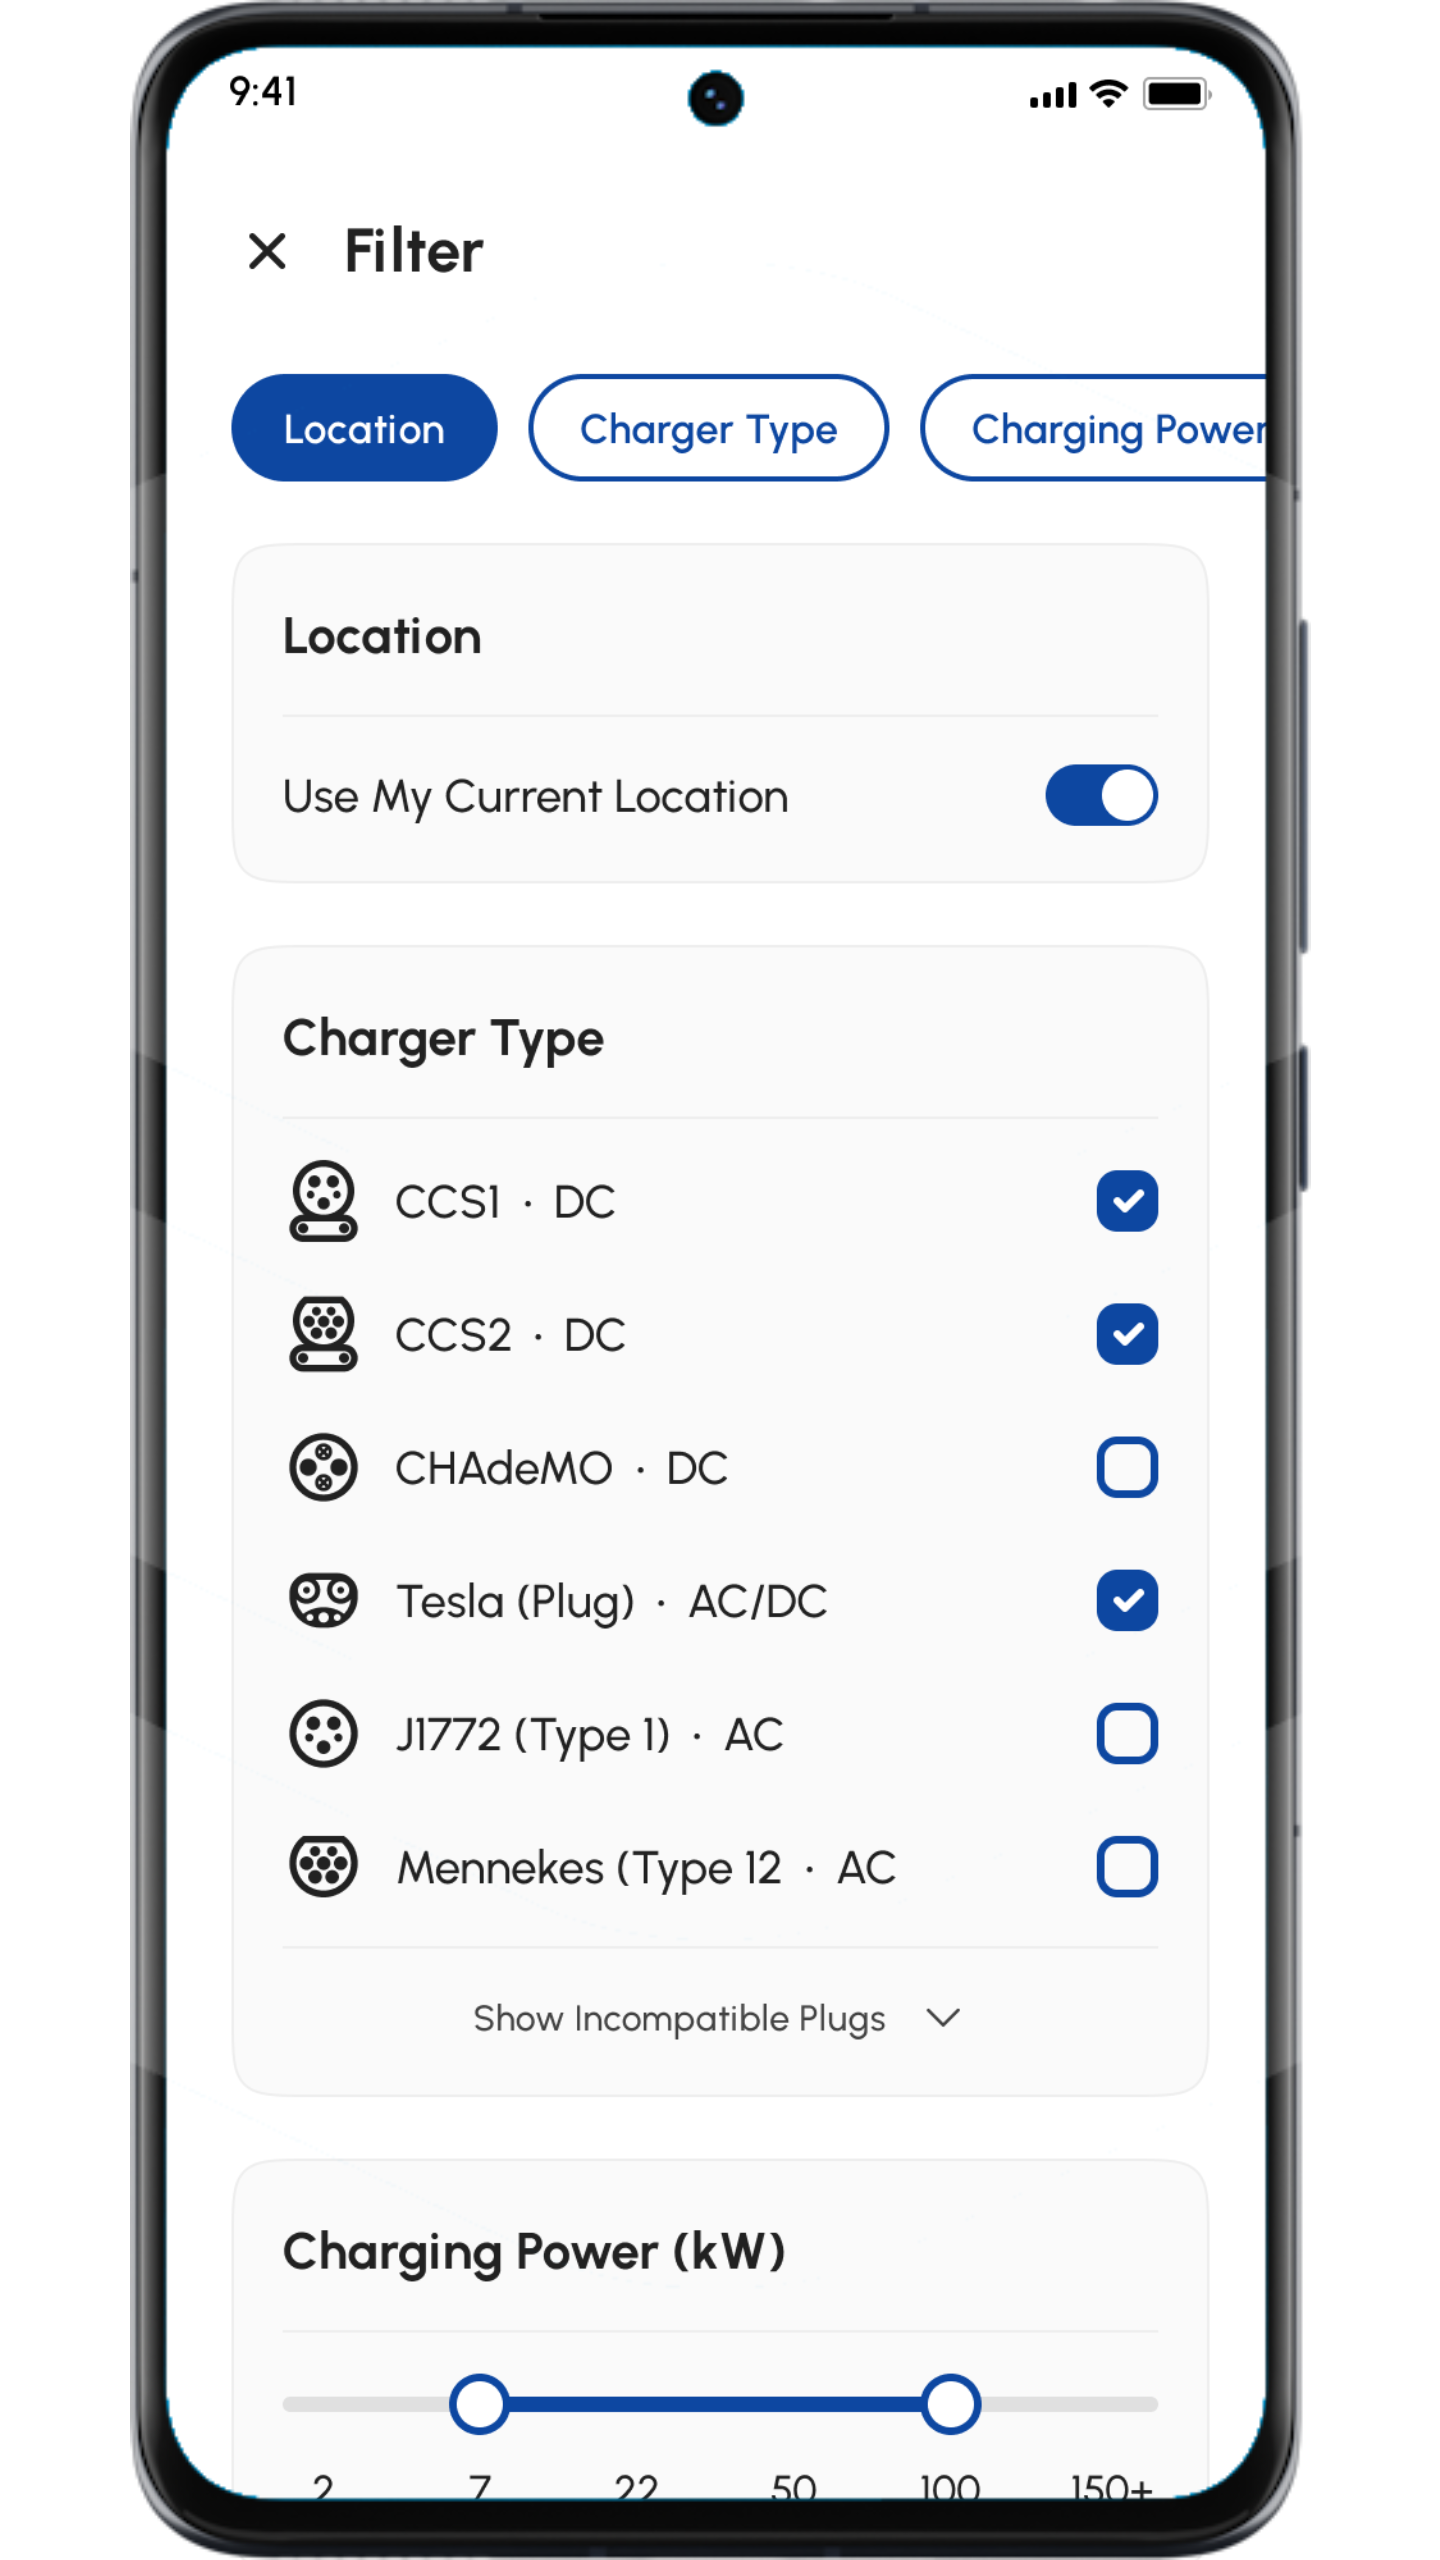 9:41
Filter
Location
Charger Type
Charging Power
Location
Use My Current Location
Charger Type
CCS1 · DC
CCS2 · DC
CHAdeMO · DC
Tesla (Plug) · AC/DC
J1772 (Type 1) · AC
Mennekes (Type 12 · AC
Show Incompatible Plugs
Charging Power (kW)
2 7 22 50 100 150+